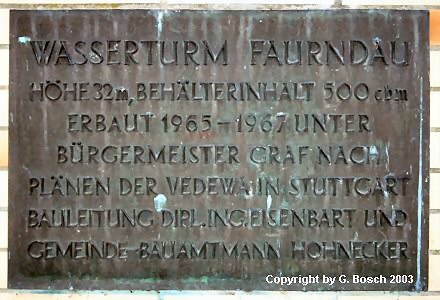 WASSERTURM FAURNDAU
HÖHE 32m, BEHÄLTERINHALT 500 cbm
ERBAUT 1965-1967 UNTER
BÜRGERMEISTER GRAF NACH
PLÄNEN DER VEDEWA IN STUTTGART
BAULEITUNG DIPL.ING.EISENBART UND
GEMEINDE-BAUAMTMANN HOHNECKER
Copyright by G. Bosch 2003